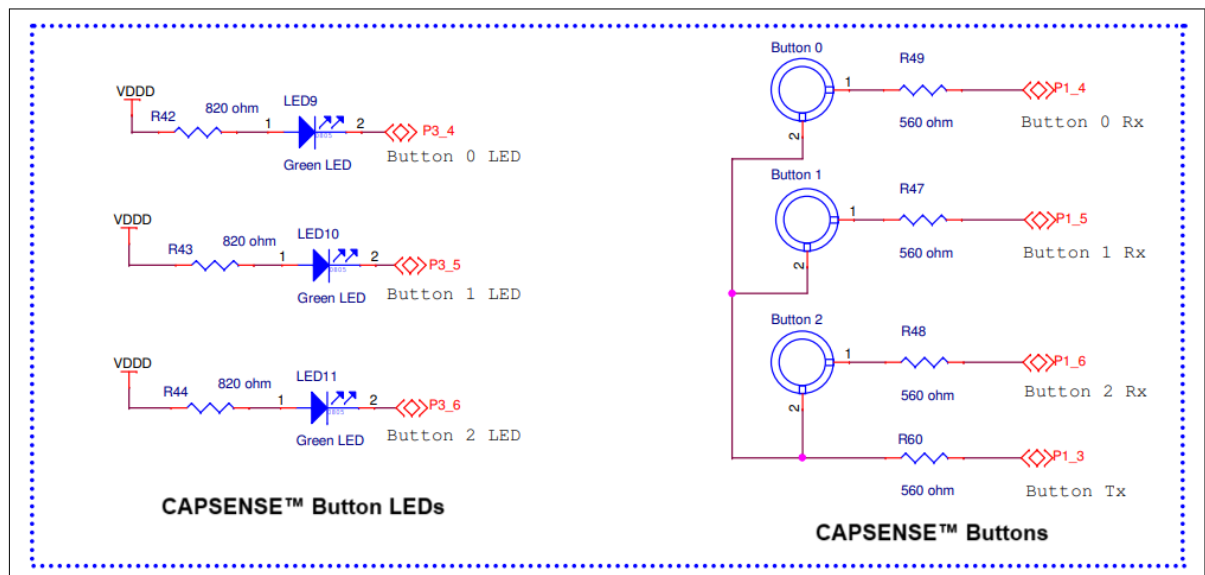 VDDD
R42
820 ohm
LED9
1
2
P3_4
0805
Green LED
Button 0 LED
VDDD
R43
820 ohm
LED10
1
2
P3_5
0805
Green LED
Button 1 LED
VDDD
R44
820 ohm
LED11
1
2
P3_6
0805
Green LED
Button 2 LED
CAPSENSE™ Button LEDs
Button 0
1
2
R49
560 ohm
P1_4
Button 0 Rx
Button 1
1
2
R47
560 ohm
P1_5
Button 1 Rx
Button 2
1
2
R48
560 ohm
P1_6
Button 2 Rx
R60
560 ohm
P1_3
Button Tx
CAPSENSE™ Buttons